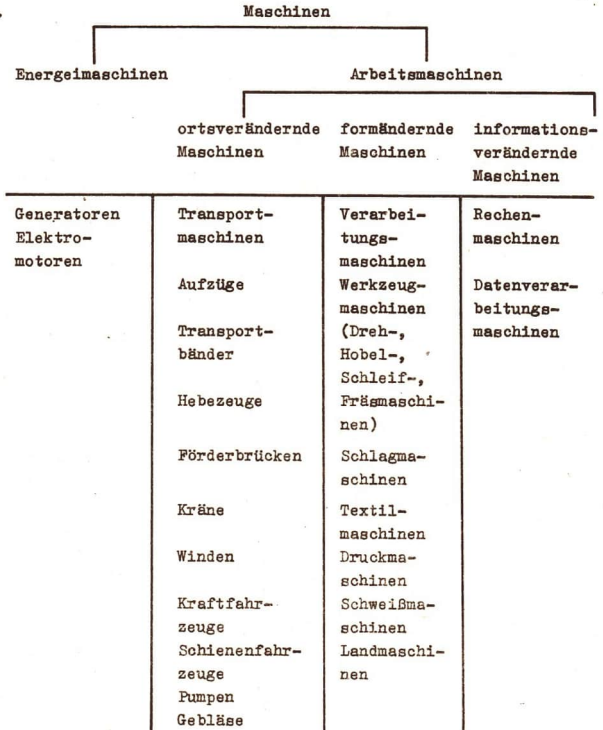 Maschinen
Energeimaschinen
Arbeitsmaschinen
ortsverändernde
Maschinen
formändernde
Maschinen
informations-
verändernde
Maschinen
Generatoren
Elektro-
motoren
Transport-
maschinen
Aufzüge
Transport-
bänder
Hebezeuge
Förderbrücken
Kräne
Winden
Kraftfahr-
zeuge
Schienenfahr-
zeuge
Pumpen
Gebläse
Verarbei-
tungs-
maschinen
Werkzeug-
maschinen
(Dreh-,
Hobel-,
Schleif-,
Fräsmaschi-
nen)
Schlagma-
schinen
Textil-
maschinen
Druckma-
schinen
Schweißma-
schinen
Landmaschi-
nen
Rechen-
maschinen
Datenverar-
beitungs-
maschinen